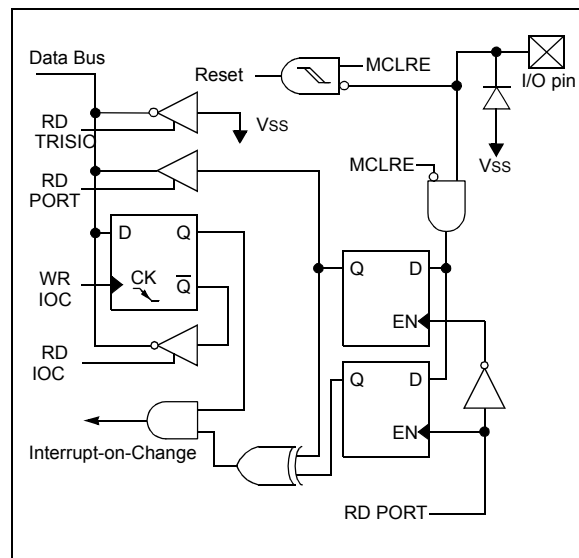 Data Bus
Reset
MCLRE
I/O pin
RD
TRISIC
VSS
VSS
RD
PORT
MCLRE
D
Q
WR
IOC
CK
Q
Q
D
EN
RD
IOC
Q
D
EN
Interrupt-on-Change
RD PORT